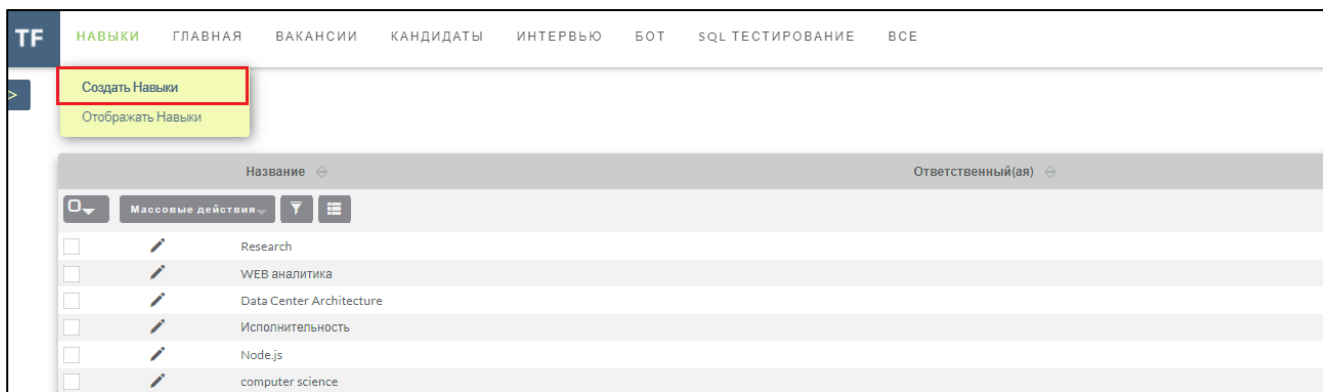 TF НАВЫКИ ГЛАВНАЯ ВАКАНСИИ КАНДИДАТЫ ИНТЕРВЬЮ БОТ SQL ТЕСТИРОВАНИЕ ВСЕ
Создать Навыки
>
Отображать Навыки
Название Ответственный(ая)
Массовые действия
Research
WEB аналитика
Data Center Architecture
Исполнительность
Node.js
computer science